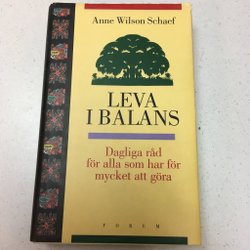 Anne Wilson Schaef
LEVA
I BALANS
Dagliga råd
för alla som har för
mycket att göra
FORUM